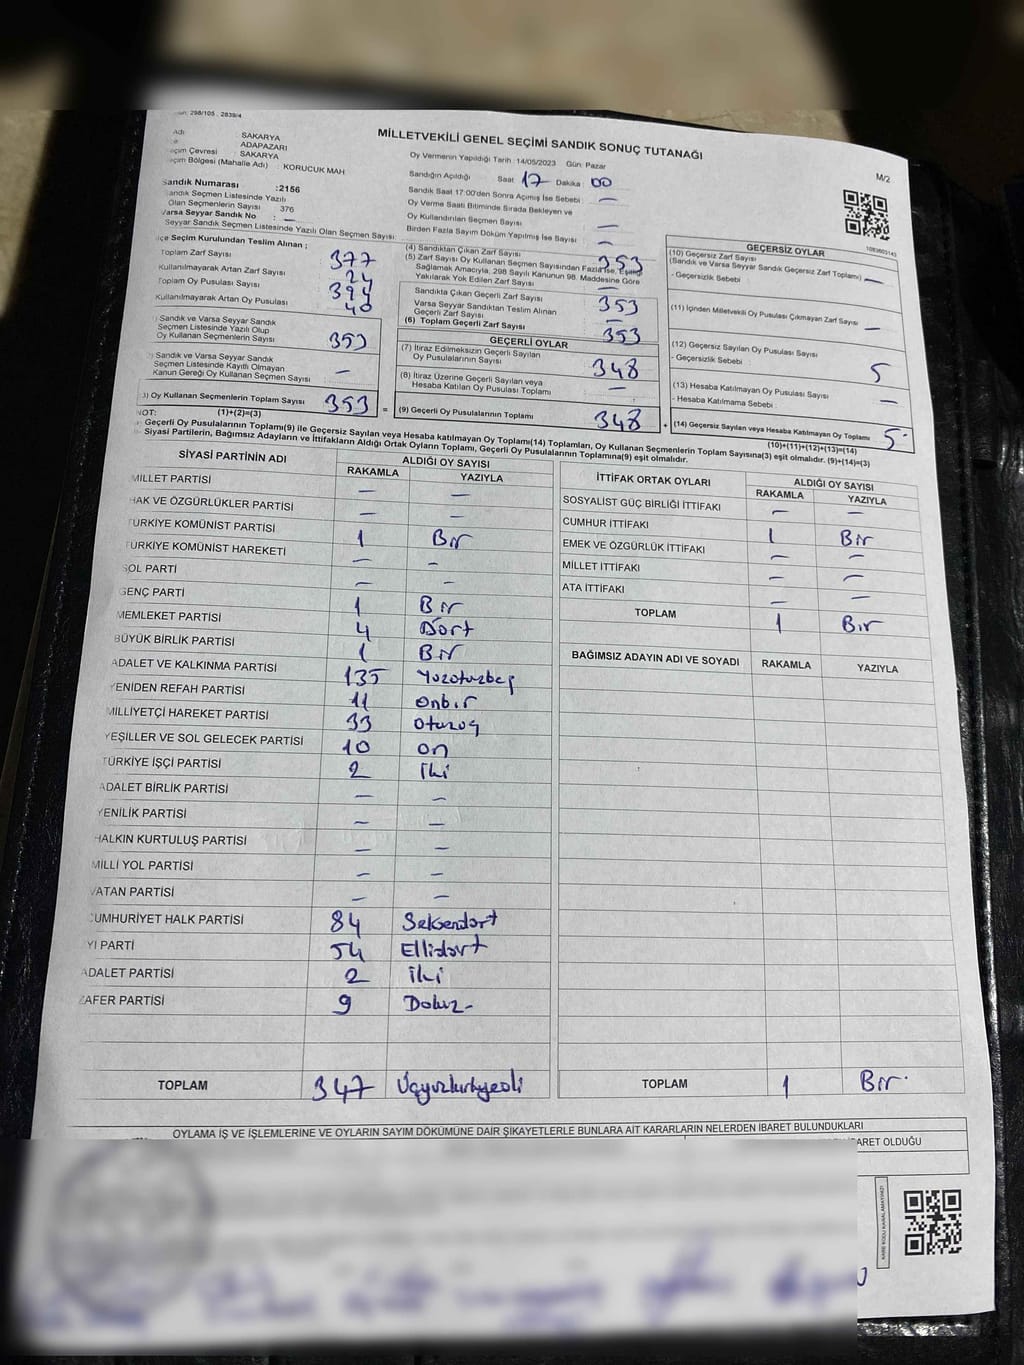 298/105 . 2839/4
Adı SAKARYA
ADAPAZARI
Seçim Çevresi : SAKARYA
Seçim Bölgesi (Mahalle Adı) : KORUCUK MAH
MİLLETVEKİLİ GENEL SEÇİMİ SANDIK SONUÇ TUTANAĞI
M/2
Oy Vermenin Yapıldığı Tarih : 14/05/2023 Gün: Pazar
Sandığın Açıldığı Saat 17 Dakika : 00
Sandık Saat 17:00'den Sonra Açılmış İse Sebebi : —
Oy Verme Saati Bitiminde Sırada Bekleyen ve
Oy Kullandırılan Seçmen Sayısı : —
Birden Fazla Sayım Döküm Yapılmış İse Sayısı : —
Sandık Numarası : 2156
Sandık Seçmen Listesinde Yazılı
Olan Seçmenlerin Sayısı : 376
Varsa Seyyar Sandık No : —
Seyyar Sandık Seçmen Listesinde Yazılı Olan Seçmen Sayısı:
İlçe Seçim Kurulundan Teslim Alınan ;
Toplam Zarf Sayısı 377
Kullanılmayarak Artan Zarf Sayısı 24
Toplam Oy Pusulası Sayısı 394
Kullanılmayarak Artan Oy Pusulası 40
Sandık ve Varsa Seyyar Sandık
Seçmen Listesinde Yazılı Olup
Oy Kullanan Seçmenlerin Sayısı : 353
Sandık ve Varsa Seyyar Sandık
Seçmen Listesinde Kayıtlı Olmayan
Kanun Gereği Oy Kullanan Seçmen Sayısı : —
(3) Oy Kullanan Seçmenlerin Toplam Sayısı 353 =
(4) Sandıktan Çıkan Zarf Sayısı 353
(5) Zarf Sayısı Oy Kullanan Seçmen Sayısından Fazla ise, Eşitliği
Sağlamak Amacıyla, 298 Sayılı Kanunun 98. Maddesine Göre
Yakılarak Yok Edilen Zarf Sayısı —
Sandıkta Çıkan Geçerli Zarf Sayısı 353
Varsa Seyyar Sandıktan Teslim Alınan
Geçerli Zarf Sayısı —
(6) Toplam Geçerli Zarf Sayısı 353
GEÇERLİ OYLAR
(7) İtiraz Edilmeksizin Geçerli Sayılan
Oy Pusulalarının Sayısı 348
(8) İtiraz Üzerine Geçerli Sayılan veya
Hesaba Katılan Oy Pusulası Toplamı —
(9) Geçerli Oy Pusulalarının Toplamı 348 +
GEÇERSİZ OYLAR
(10) Geçersiz Zarf Sayısı
(Sandık ve Varsa Seyyar Sandık Geçersiz Zarf Toplamı) —
- Geçersizlik Sebebi :
(11) İçinden Milletvekili Oy Pusulası Çıkmayan Zarf Sayısı —
(12) Geçersiz Sayılan Oy Pusulası Sayısı
- Geçersizlik Sebebi : 5
(13) Hesaba Katılmayan Oy Pusulası Sayısı —
- Hesaba Katılmama Sebebi :
(14) Geçersiz Sayılan veya Hesaba Katılmayan Oy Toplamı 5
NOT: (1)+(2)=(3) (10)+(11)+(12)+(13)=(14)
Geçerli Oy Pusulalarının Toplamı(9) ile Geçersiz Sayılan veya Hesaba katılmayan Oy Toplamı(14) Toplamları, Oy Kullanan Seçmenlerin Toplam Sayısına(3) eşit olmalıdır. (9)+(14)=(3)
Siyasi Partilerin, Bağımsız Adayların ve İttifakların Aldığı Ortak Oyların Toplamı, Geçerli Oy Pusulalarının Toplamına(9) eşit olmalıdır.
SİYASİ PARTİNİN ADI ALDIĞI OY SAYISI
RAKAMLA YAZIYLA
MİLLET PARTİSİ — —
HAK VE ÖZGÜRLÜKLER PARTİSİ — —
TÜRKİYE KOMÜNİST PARTİSİ 1 Bir
TÜRKİYE KOMÜNİST HAREKETİ — —
SOL PARTİ — —
GENÇ PARTİ 1 Bir
MEMLEKET PARTİSİ 4 Dört
BÜYÜK BİRLİK PARTİSİ 1 Bir
ADALET VE KALKINMA PARTİSİ 135 Yüzotuzbeş
YENİDEN REFAH PARTİSİ 11 Onbir
MİLLİYETÇİ HAREKET PARTİSİ 33 Otuzüç
YEŞİLLER VE SOL GELECEK PARTİSİ 10 On
TÜRKİYE İŞÇİ PARTİSİ 2 İki
ADALET BİRLİK PARTİSİ — —
YENİLİK PARTİSİ — —
HALKIN KURTULUŞ PARTİSİ — —
MİLLİ YOL PARTİSİ — —
VATAN PARTİSİ — —
CUMHURİYET HALK PARTİSİ 84 Seksendört
İYİ PARTİ 54 Ellidört
ADALET PARTİSİ 2 İki
ZAFER PARTİSİ 9 Dokuz-
TOPLAM 347 Üçyüzkırkyedi
İTTİFAK ORTAK OYLARI ALDIĞI OY SAYISI
RAKAMLA YAZIYLA
SOSYALİST GÜÇ BİRLİĞİ İTTİFAKI — —
CUMHUR İTTİFAKI 1 Bir
EMEK VE ÖZGÜRLÜK İTTİFAKI — —
MİLLET İTTİFAKI — —
ATA İTTİFAKI — —
TOPLAM 1 Bir
BAĞIMSIZ ADAYIN ADI VE SOYADI RAKAMLA YAZIYLA
TOPLAM 1 Bir
OYLAMA İŞ VE İŞLEMLERİNE VE OYLARIN SAYIM DÖKÜMÜNE DAİR ŞİKAYETLERLE BUNLARA AİT KARARLARIN NELERDEN İBARET BULUNDUKLARI
İBARET OLDUĞU